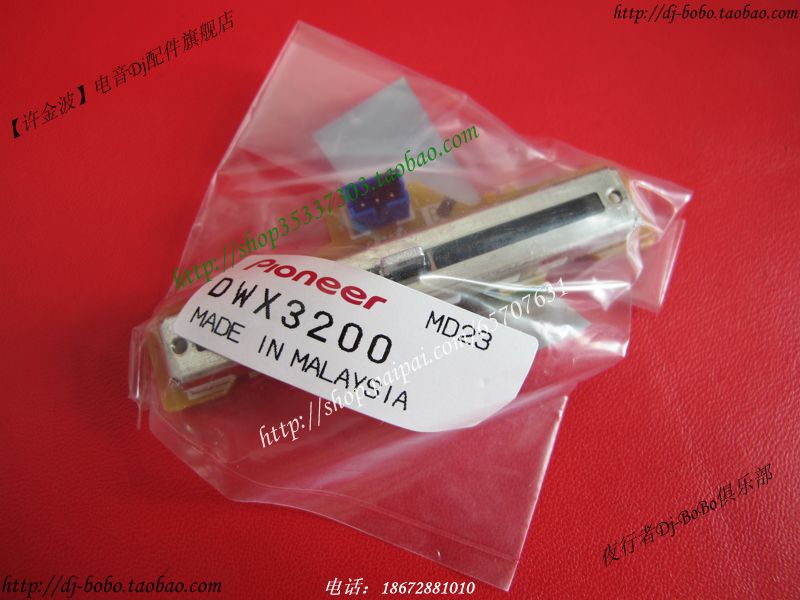 http://dj-bobo.taobao.com
【许金波】电音Dj配件旗舰店
http://shop35337303.taobao.com
Pioneer
DWX3200 MD23
MADE IN MALAYSIA
http://shop.paipai.com/65707631
夜行者Dj-BoBo俱乐部
http://dj-bobo.taobao.com
电话：18672881010